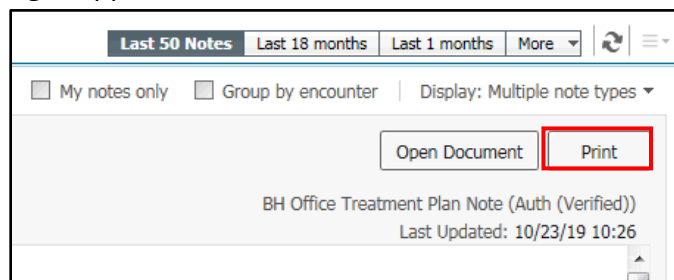 Last 50 Notes Last 18 months Last 1 months More
My notes only Group by encounter Display: Multiple note types
Open Document Print
BH Office Treatment Plan Note (Auth (Verified))
Last Updated: 10/23/19 10:26